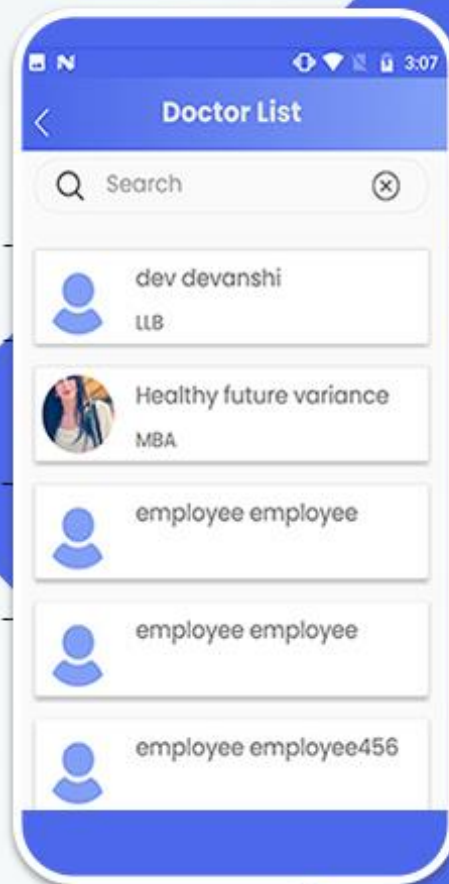 3:07
Doctor List
Search
dev devanshi
LLB
Healthy future variance
MBA
employee employee
employee employee
employee employee456